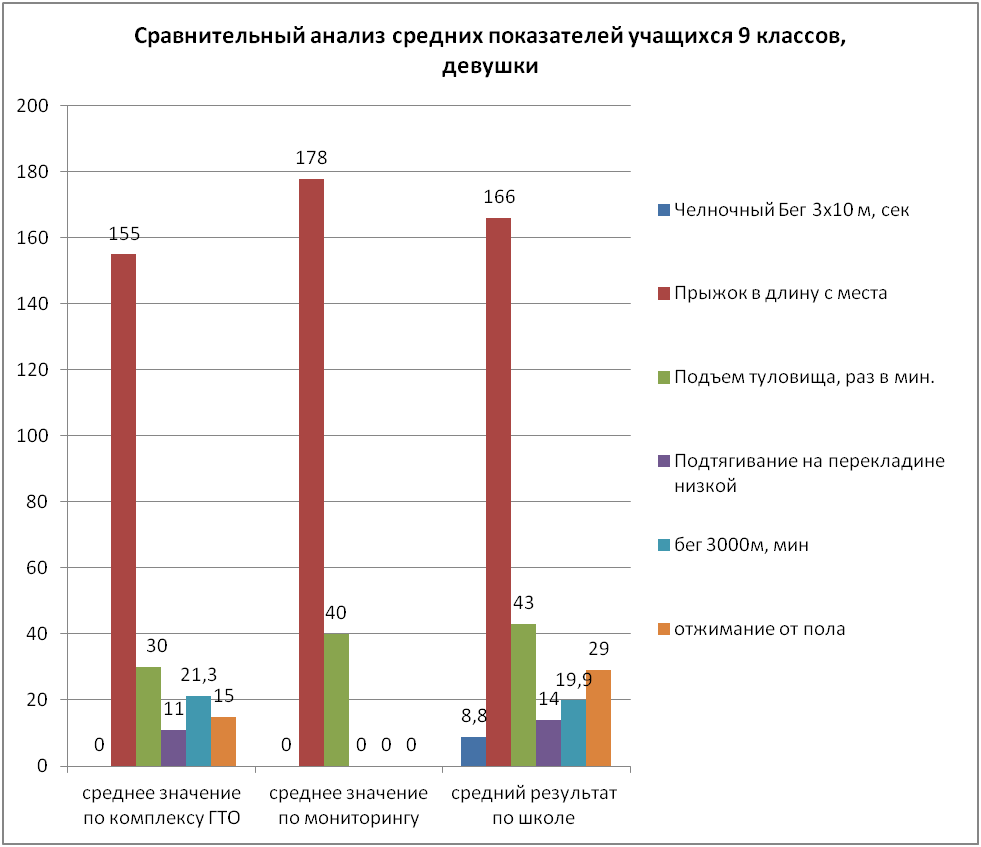 Сравнительный анализ средних показателей учащихся 9 классов,
девушки
200
180
160
140
120
100
80
60
40
20
0
0
155
30
11
21,3
15
0
178
40
0
0
0
8,8
166
43
14
19,9
29
среднее значение
по комплексу ГТО
среднее значение
по мониторингу
средний результат
по школе
Челночный Бег 3х10 м, сек
Прыжок в длину с места
Подъем туловища, раз в мин.
Подтягивание на перекладине
низкой
бег 3000м, мин
отжимание от пола